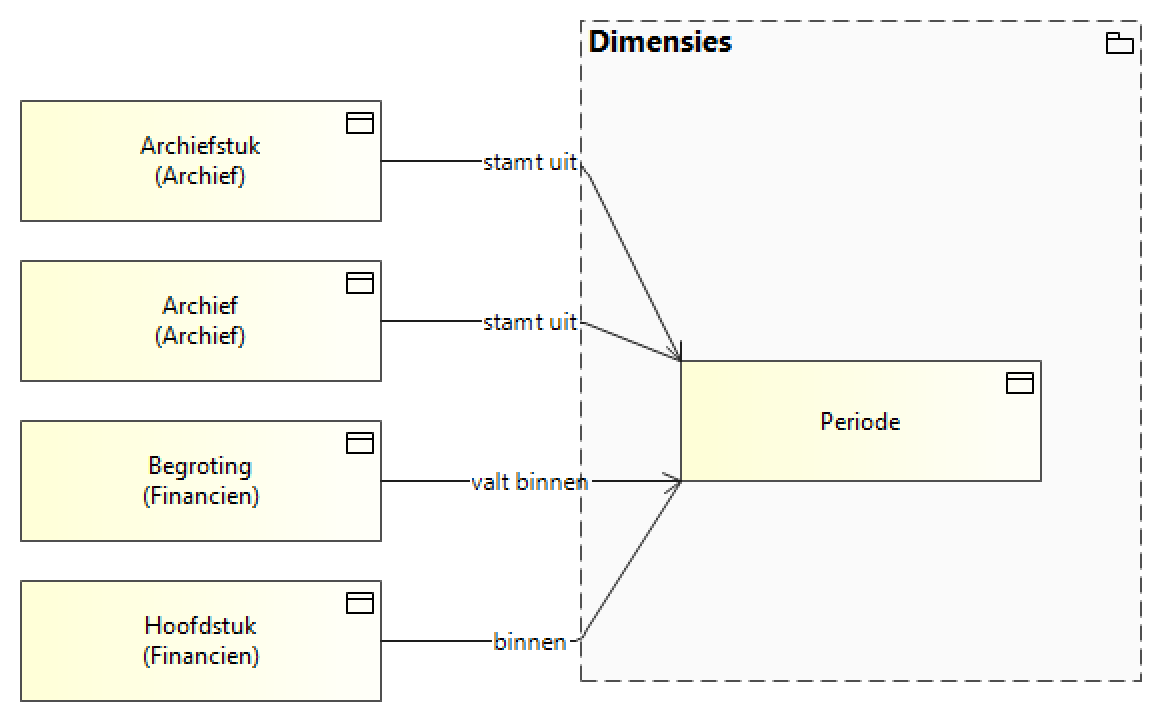 Dimensies
Archiefstuk
(Archief)
stamt uit
Archief
(Archief)
stamt uit
Periode
Begroting
(Financien)
valt binnen
Hoofdstuk
(Financien)
binnen